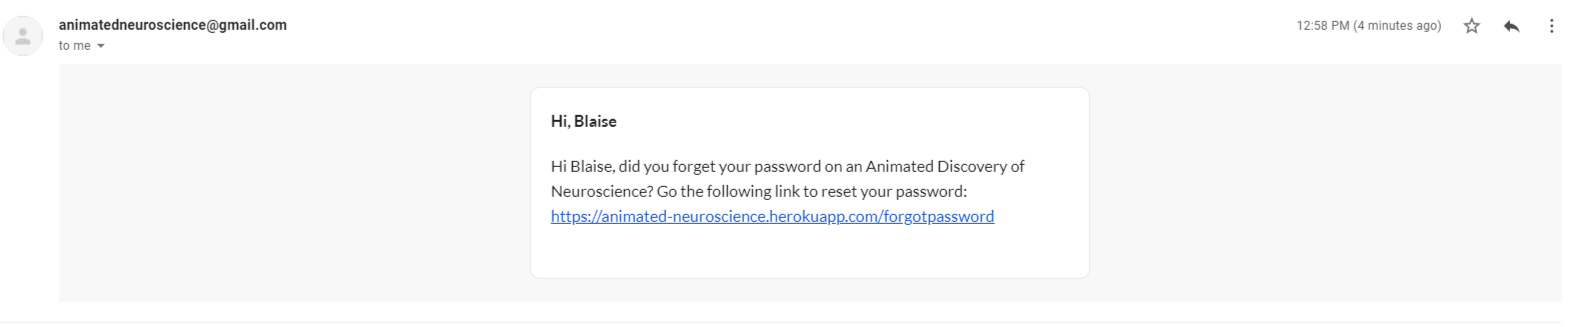 animatedneuroscience@gmail.com
12:58 PM (4 minutes ago)
to me
Hi, Blaise
Hi Blaise, did you forget your password on an Animated Discovery of
Neuroscience? Go the following link to reset your password:
https://animated-neuroscience.herokuapp.com/forgotpassword